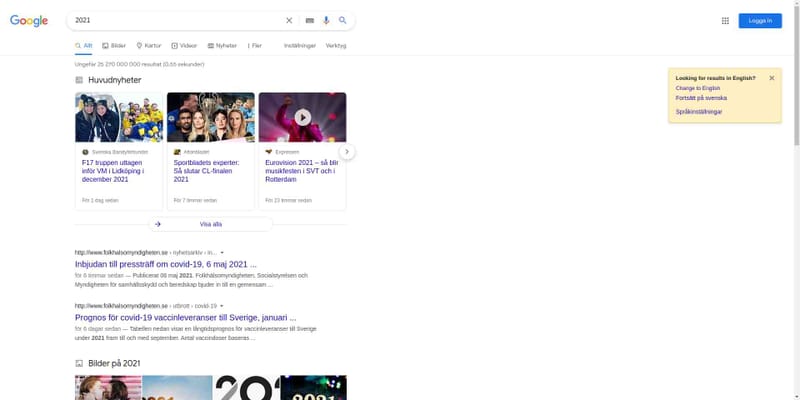 Google
2021
Logga in
Allt
Bilder
Kartor
Videor
Nyheter
Fler
Inställningar
Verktyg
Ungefär 25 270 000 000 resultat (0,65 sekunder)
Looking for results in English?
Change to English
Fortsätt på svenska
Språkinställningar
Huvudnyheter
Svenska Bandyförbundet
F17 truppen uttagen
inför VM i Lidköping i
december 2021
För 1 dag sedan
Aftonbladet
Sportbladets experter:
Så slutar CL-finalen
2021
För 7 timmar sedan
Expressen
Eurovision 2021 – så blir
musikfesten i SVT och i
Rotterdam
För 23 timmar sedan
Visa alla
http://www.folkhalsomyndigheten.se › nyhetsarkiv › in...
Inbjudan till pressträff om covid-19, 6 maj 2021 ...
för 6 timmar sedan — Publicerat 06 maj 2021. Folkhälsomyndigheten, Socialstyrelsen och
Myndigheten för samhällsskydd och beredskap bjuder in till en gemensam ...
http://www.folkhalsomyndigheten.se › utbrott › covid-19
Prognos för covid-19 vaccinleveranser till Sverige, januari ...
för 6 dagar sedan — Tabellen nedan visar en långtidsprognos för vaccinleveranser till Sverige
under 2021 fram till och med september. Antal vaccindoser baseras ...
Bilder på 2021
2021
202
2021